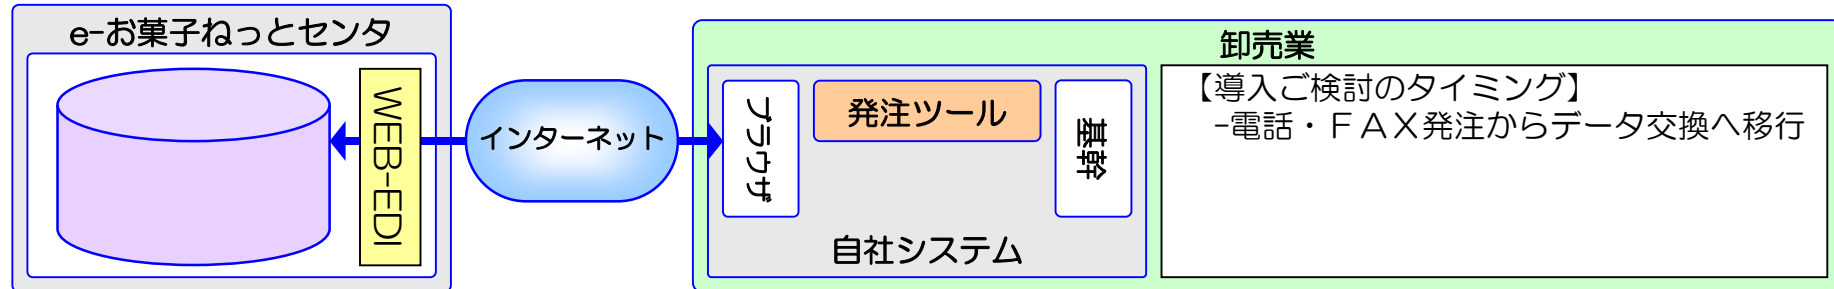 e-お菓子ねっとセンタ
WEB-EDI
インターネット
卸売業
ブラウザ
発注ツール
基幹
自社システム
【導入ご検討のタイミング】
-電話・ＦＡＸ発注からデータ交換へ移行